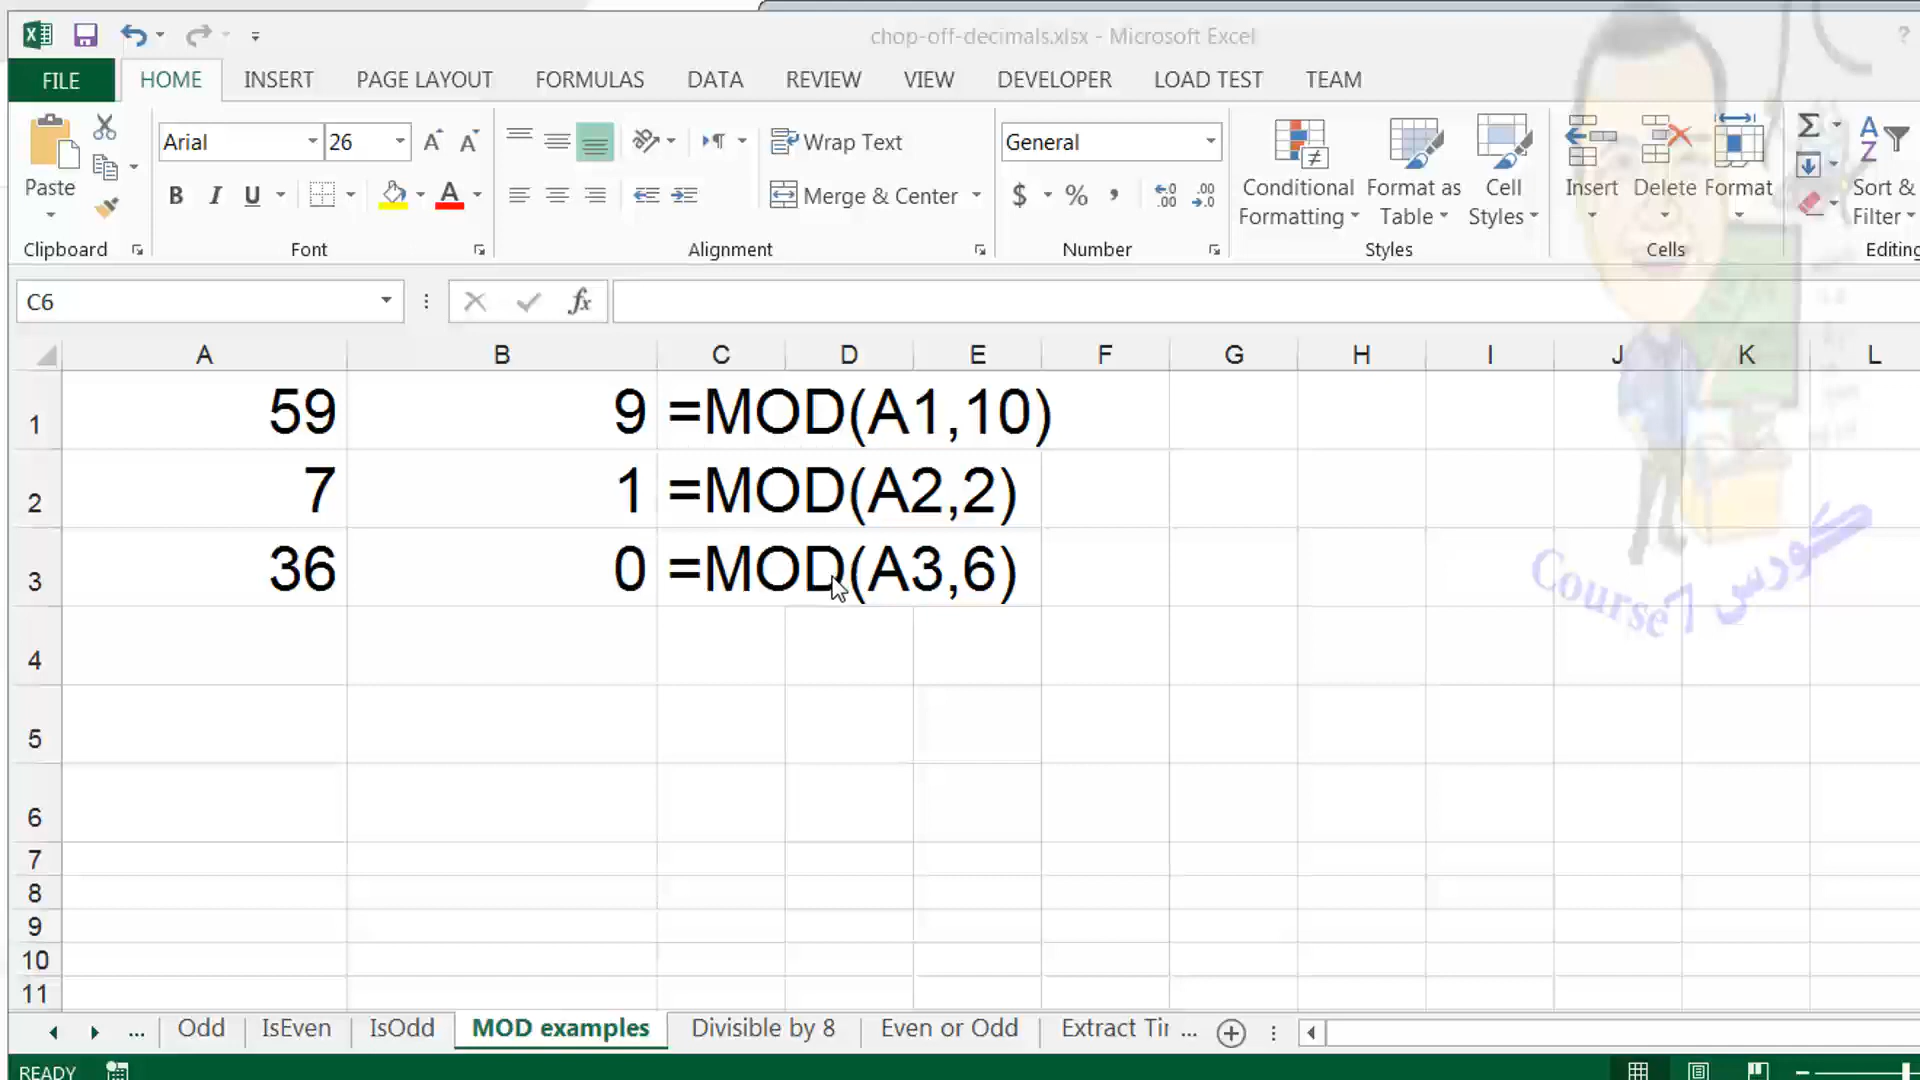 chop-off-decimals.xlsx - Microsoft Excel
?
FILE HOME INSERT PAGE LAYOUT FORMULAS DATA REVIEW VIEW DEVELOPER LOAD TEST TEAM
Arial 26 Wrap Text General
Paste Conditional Formatting Format as Table Cell Styles Insert Delete Format Sort & Filter
B I U A Merge & Center $ % ,
Clipboard Font Alignment Number Styles Cells Editing
C6 fx
A B C D E F G H I J K L
1 59 9 =MOD(A1,10)
2 7 1 =MOD(A2,2)
3 36 0 =MOD(A3,6)
4
5
6
7
8
9
10
11
Course7 كورس
... Odd IsEven IsOdd MOD examples Divisible by 8 Even or Odd Extract Tir ...
READY